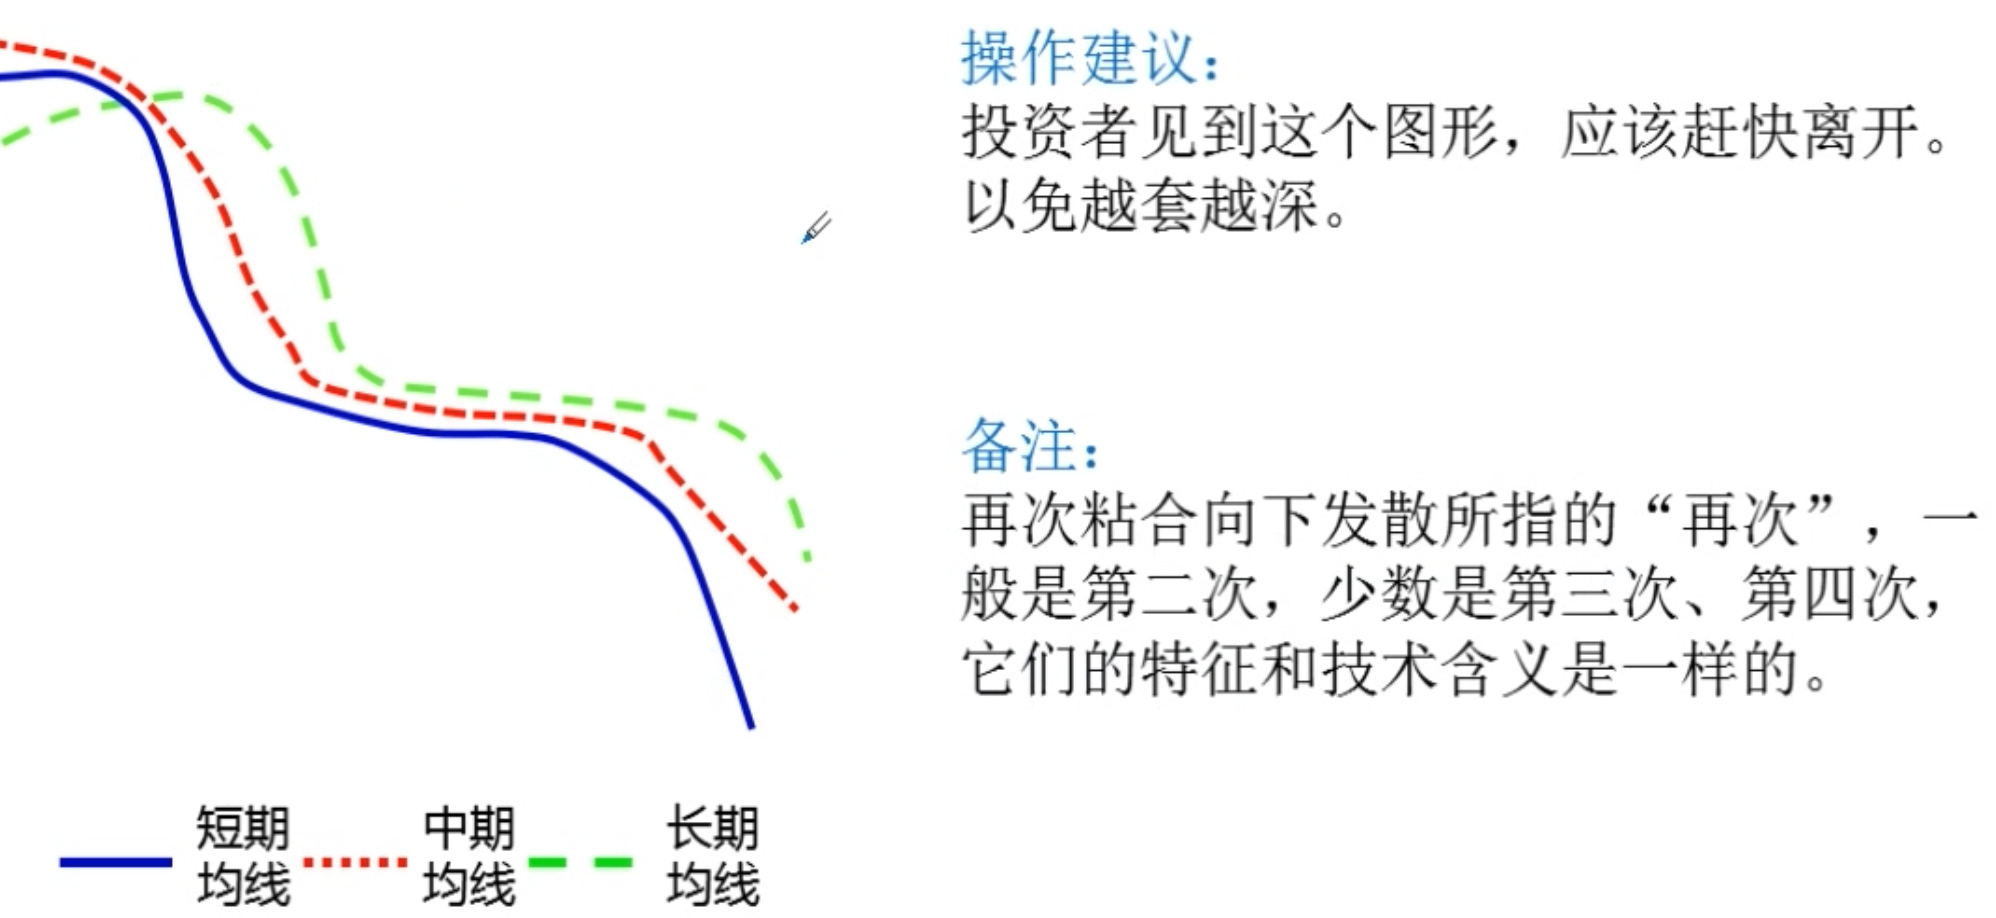 操作建议：
投资者见到这个图形，应该赶快离开。
以免越套越深。
备注：
再次粘合向下发散所指的“再次”，一
般是第二次，少数是第三次、第四次，
它们的特征和技术含义是一样的。
短期 中期 长期
均线 均线 均线